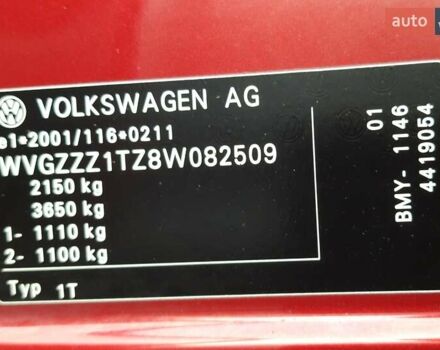 auto
VOLKSWAGEN AG
e1*2001/116*0211
WVGZZZ1TZ8W082509
2150 kg
3650 kg
1- 1110 kg
2- 1100 kg
Typ 1T
01
BMY- 1146
4419054